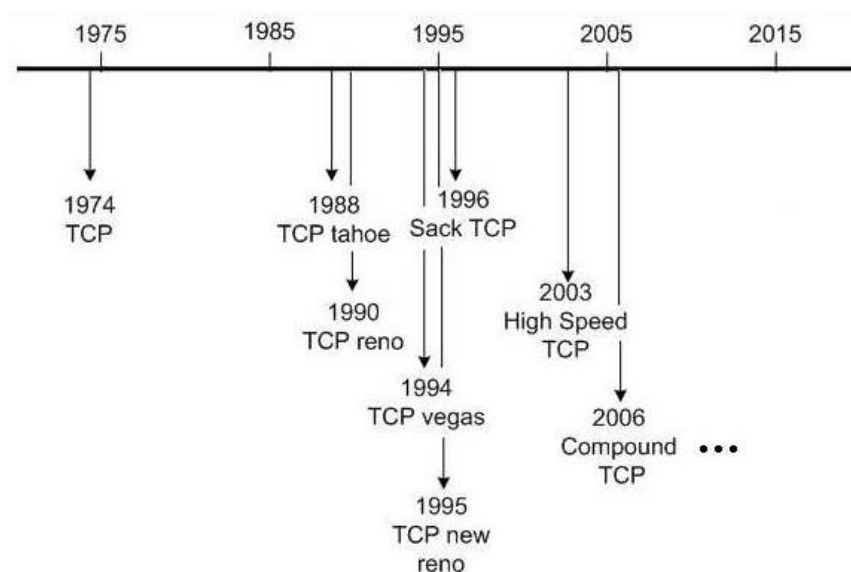 1975 1985 1995 2005 2015
1974
TCP
1988
TCP tahoe
1996
Sack TCP
1990
TCP reno
2003
High Speed
TCP
1994
TCP vegas
2006
Compound
TCP
•••
1995
TCP new
reno